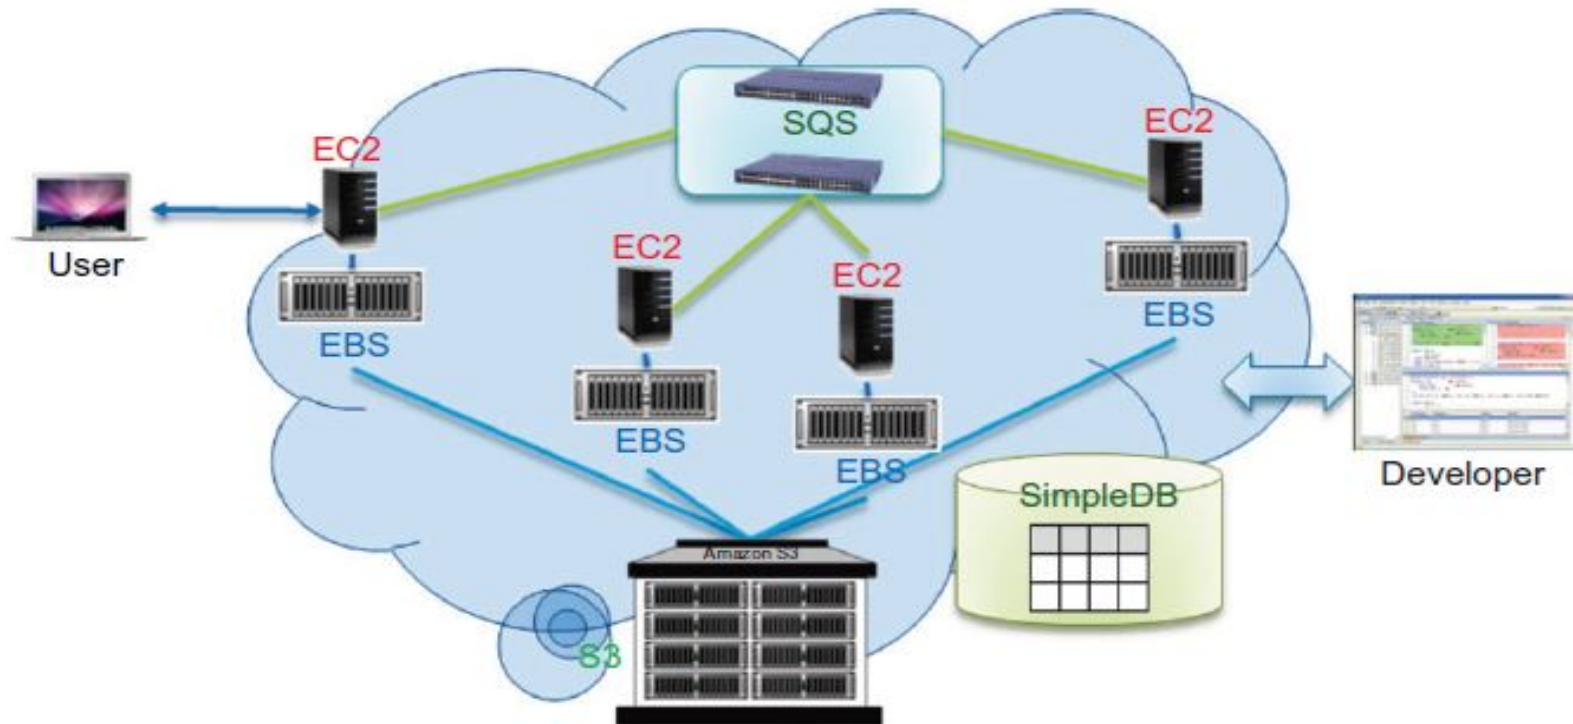 SQS
EC2
EC2
User
EC2
EC2
EBS
EBS
EBS
EBS
Developer
SimpleDB
Amazon S3
S3